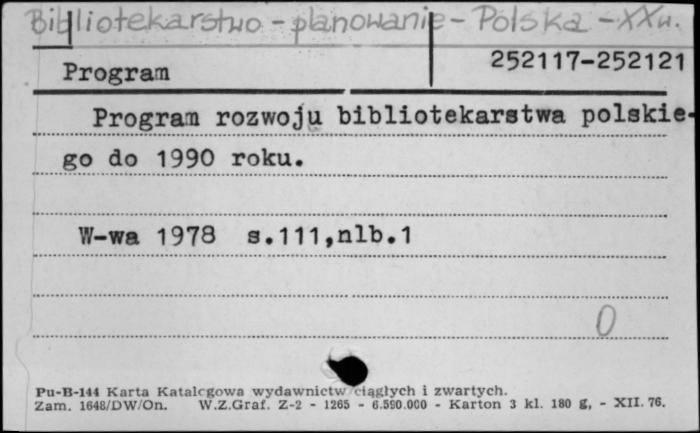 Bibliotekarstwo - planowanie - Polska - XX w.
252117-252121
Program
Program rozwoju bibliotekarstwa polskie-
go do 1990 roku.
W-wa 1978 s.111,nlb.1
0
Pu-B-144 Karta Katalogowa wydawnictw ciągłych i zwartych.
Zam. 1648/DW/On. W.Z.Graf. Z-2 - 1265 - 6.590.000 - Karton 3 kl. 180 g, - XII. 76.